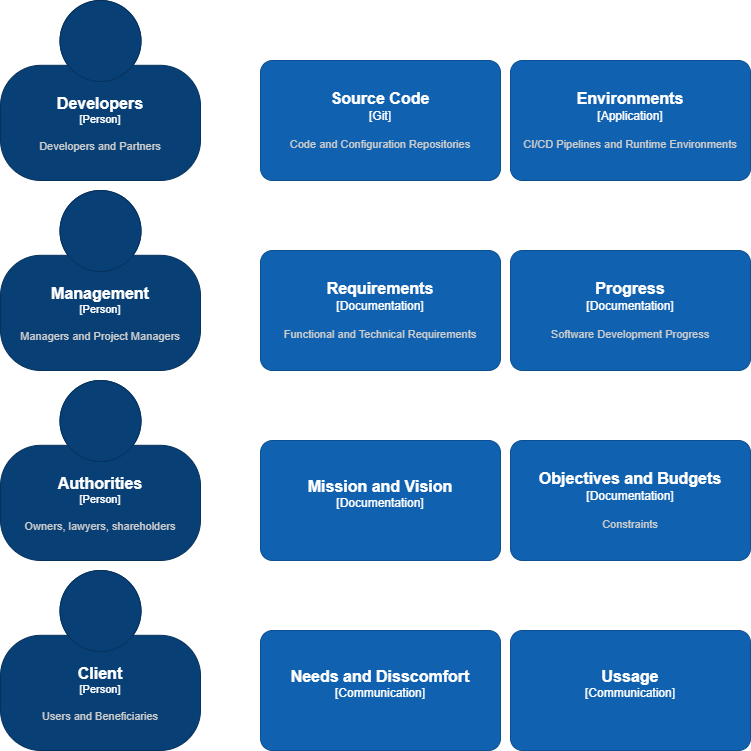 Developers
[Person]
Developers and Partners
Source Code
[Git]
Code and Configuration Repositories
Environments
[Application]
CI/CD Pipelines and Runtime Environments
Management
[Person]
Managers and Project Managers
Requirements
[Documentation]
Functional and Technical Requirements
Progress
[Documentation]
Software Development Progress
Authorities
[Person]
Owners, lawyers, shareholders
Mission and Vision
[Documentation]
Objectives and Budgets
[Documentation]
Constraints
Client
[Person]
Users and Beneficiaries
Needs and Disscomfort
[Communication]
Ussage
[Communication]